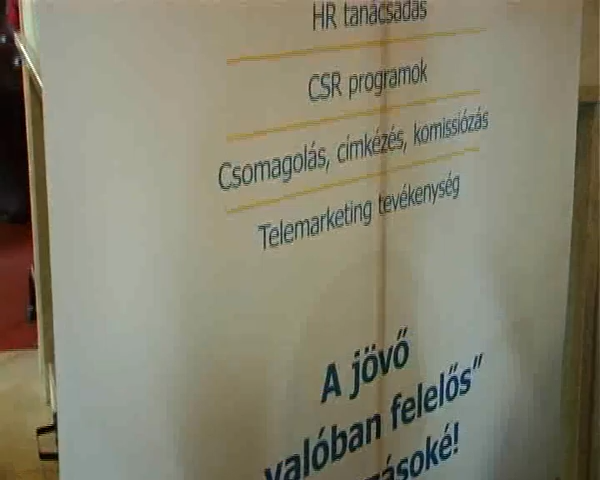 HR tanácsadás
CSR programok
Csomagolás, címkézés, komissiózás
Telemarketing tevékenység
A jövő
valóban felelős”